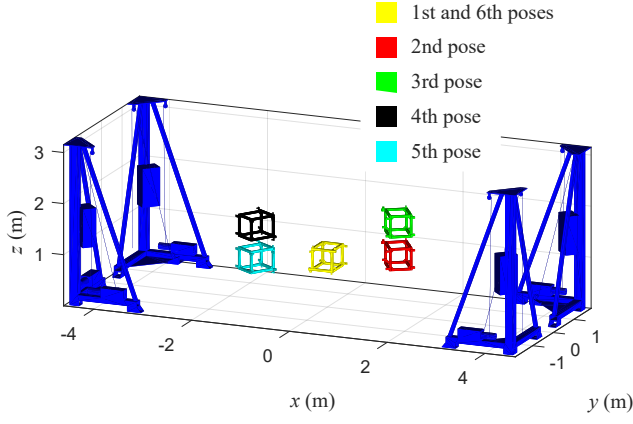 1st and 6th poses
2nd pose
3rd pose
4th pose
5th pose
3
2
1
z (m)
-4
-2
0
2
4
x (m)
-1
0
1
y (m)